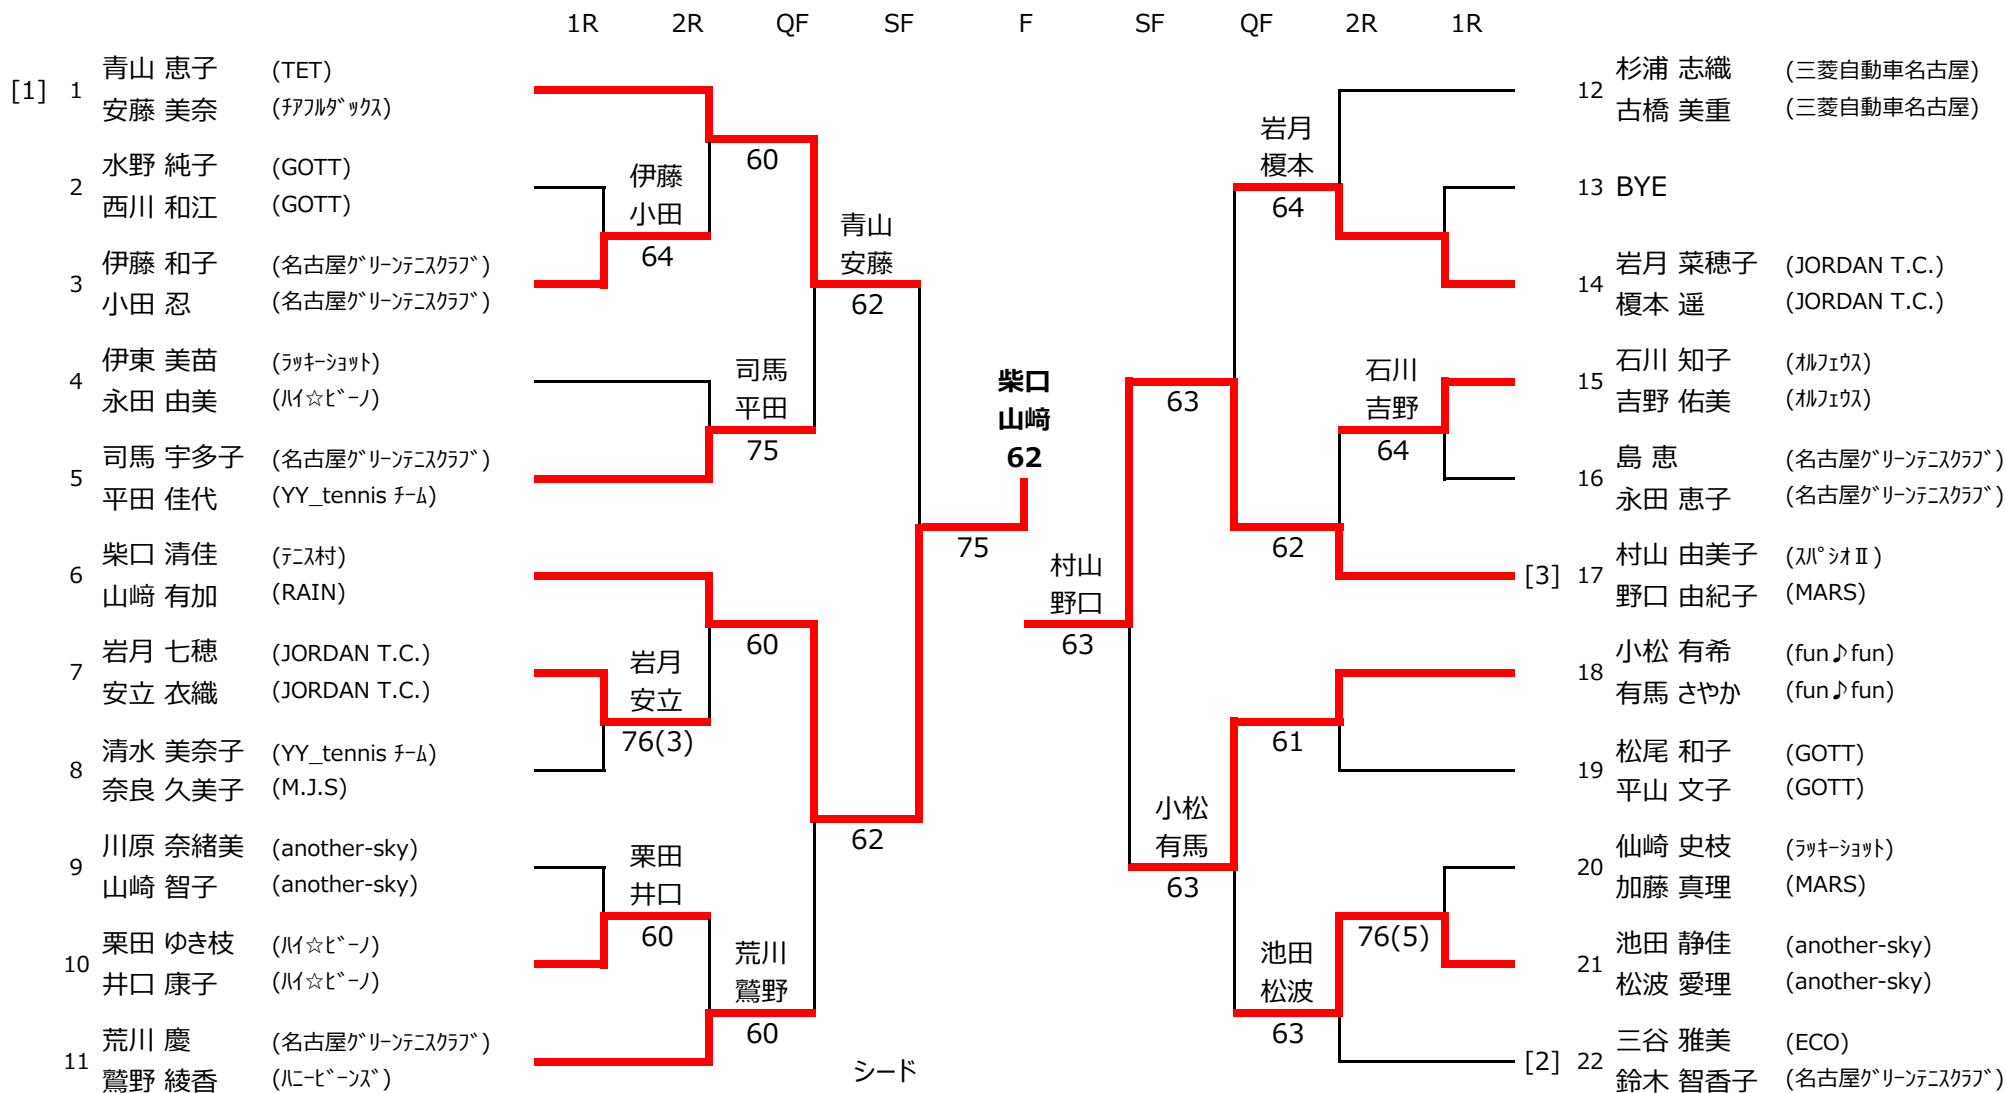 1R 2R QF SF F SF QF 2R 1R
[1] 1 青山 恵子 (TET)
安藤 美奈 (ﾁｱﾌﾙﾀﾞｯｸｽ)
2 水野 純子 (GOTT)
西川 和江 (GOTT)
3 伊藤 和子 (名古屋ｸﾞﾘｰﾝﾃﾆｽｸﾗﾌﾞ)
小田 忍 (名古屋ｸﾞﾘｰﾝﾃﾆｽｸﾗﾌﾞ)
4 伊東 美苗 (ﾗｯｷｰｼｮｯﾄ)
永田 由美 (ﾊｲ☆ﾋﾞｰﾉ)
5 司馬 宇多子 (名古屋ｸﾞﾘｰﾝﾃﾆｽｸﾗﾌﾞ)
平田 佳代 (YY_tennis ﾁｰﾑ)
6 柴口 清佳 (ﾃﾆｽ村)
山﨑 有加 (RAIN)
7 岩月 七穂 (JORDAN T.C.)
安立 衣織 (JORDAN T.C.)
8 清水 美奈子 (YY_tennis ﾁｰﾑ)
奈良 久美子 (M.J.S)
9 川原 奈緒美 (another-sky)
山崎 智子 (another-sky)
10 栗田 ゆき枝 (ﾊｲ☆ﾋﾞｰﾉ)
井口 康子 (ﾊｲ☆ﾋﾞｰﾉ)
11 荒川 慶 (名古屋ｸﾞﾘｰﾝﾃﾆｽｸﾗﾌﾞ)
鷲野 綾香 (ﾊﾆｰﾋﾞｰﾝｽﾞ)
伊藤
小田
64
岩月
安立
76(3)
栗田
井口
60
60
司馬
平田
75
60
荒川
鷲野
60
青山
安藤
62
62
シード
75
柴口
山﨑
62
村山
野口
63
63
小松
有馬
63
岩月
榎本
64
62
61
池田
松波
63
石川
吉野
64
76(5)
12 杉浦 志織 (三菱自動車名古屋)
古橋 美重 (三菱自動車名古屋)
13 BYE
14 岩月 菜穂子 (JORDAN T.C.)
榎本 遥 (JORDAN T.C.)
15 石川 知子 (ｵﾙﾌｪｳｽ)
吉野 佑美 (ｵﾙﾌｪｳｽ)
16 島 恵 (名古屋ｸﾞﾘｰﾝﾃﾆｽｸﾗﾌﾞ)
永田 恵子 (名古屋ｸﾞﾘｰﾝﾃﾆｽｸﾗﾌﾞ)
[3] 17 村山 由美子 (ｽﾊﾟｼｵⅡ)
野口 由紀子 (MARS)
18 小松 有希 (fun♪fun)
有馬 さやか (fun♪fun)
19 松尾 和子 (GOTT)
平山 文子 (GOTT)
20 仙崎 史枝 (ﾗｯｷｰｼｮｯﾄ)
加藤 真理 (MARS)
21 池田 静佳 (another-sky)
松波 愛理 (another-sky)
[2] 22 三谷 雅美 (ECO)
鈴木 智香子 (名古屋ｸﾞﾘｰﾝﾃﾆｽｸﾗﾌﾞ)